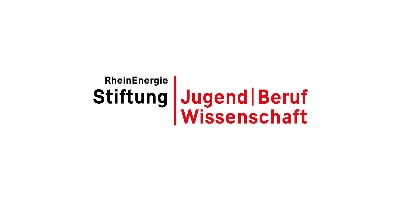 RheinEnergie
Stiftung
Jugend|Beruf
Wissenschaft